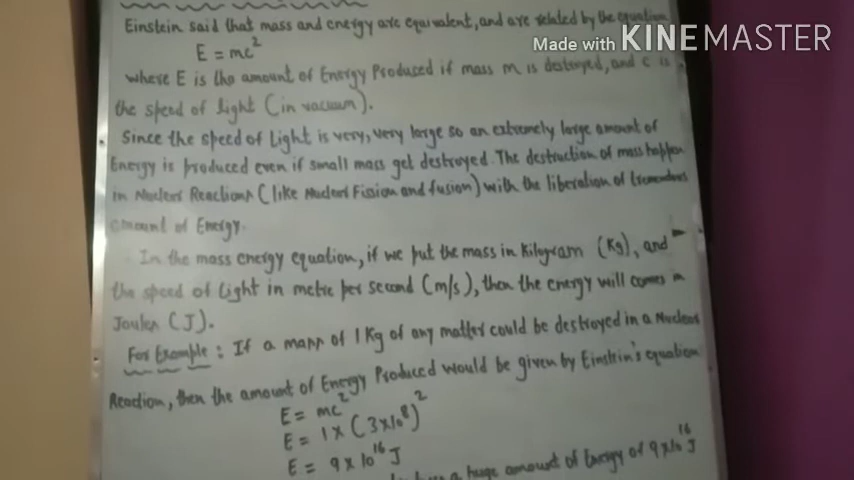 Einstein said that mass and energy are equivalent, and are related by the equation
Made with KINEMASTER
E = mc²
where E is the amount of Energy Produced if mass m is destroyed, and c is
the speed of light (in vacuum).
Since the speed of Light is very, very large so an extremely large amount of
Energy is produced even if small mass get destroyed. The destruction of mass happen
in Nuclear Reactions (like Nuclear Fission and fusion) with the liberation of tremendous
amount of Energy.
In the mass energy equation, if we put the mass in Kilogram (Kg), and
the speed of Light in metre per second (m/s), then the energy will comes in
Joules (J).
For Example : If a mass of 1 Kg of any matter could be destroyed in a Nuclear
Reaction, then the amount of Energy Produced would be given by Einstein's equation
E = mc²
E = 1 × (3×10⁸)²
E = 9 × 10¹⁶ J
a huge amount of Energy of 9×10¹⁶ J